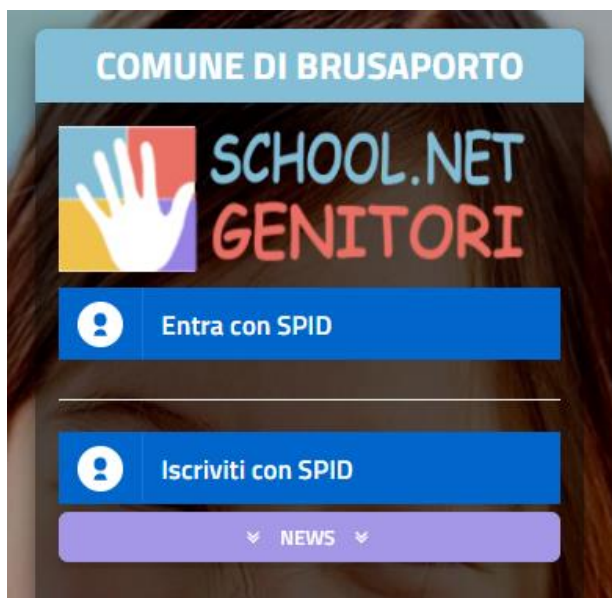 COMUNE DI BRUSAPORTO
SCHOOL.NET
GENITORI
Entra con SPID
Iscriviti con SPID
NEWS